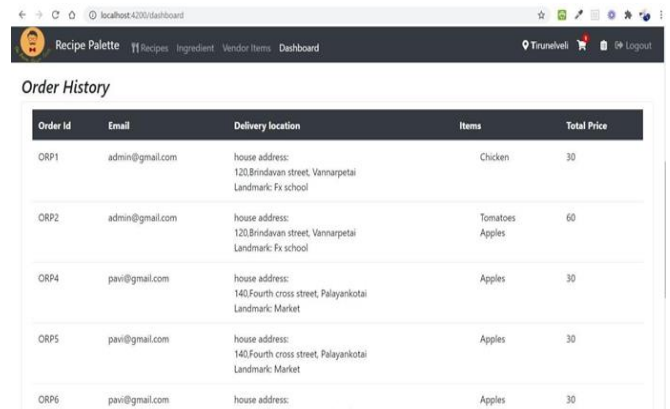 localhost:4200/dashboard
Recipe Palette Recipes Ingredient Vendor Items Dashboard Tirunelveli Logout
Order History
Order Id Email Delivery location Items Total Price
ORP1 admin@gmail.com house address: Chicken 30
120,Brindavan street, Vannarpetai
Landmark: Fx school
ORP2 admin@gmail.com house address: Tomatoes 60
120,Brindavan street, Vannarpetai Apples
Landmark: Fx school
ORP4 pavi@gmail.com house address: Apples 30
140,Fourth cross street, Palayankotai
Landmark: Market
ORP5 pavi@gmail.com house address: Apples 30
140,Fourth cross street, Palayankotai
Landmark: Market
ORP6 pavi@gmail.com house address: Apples 30